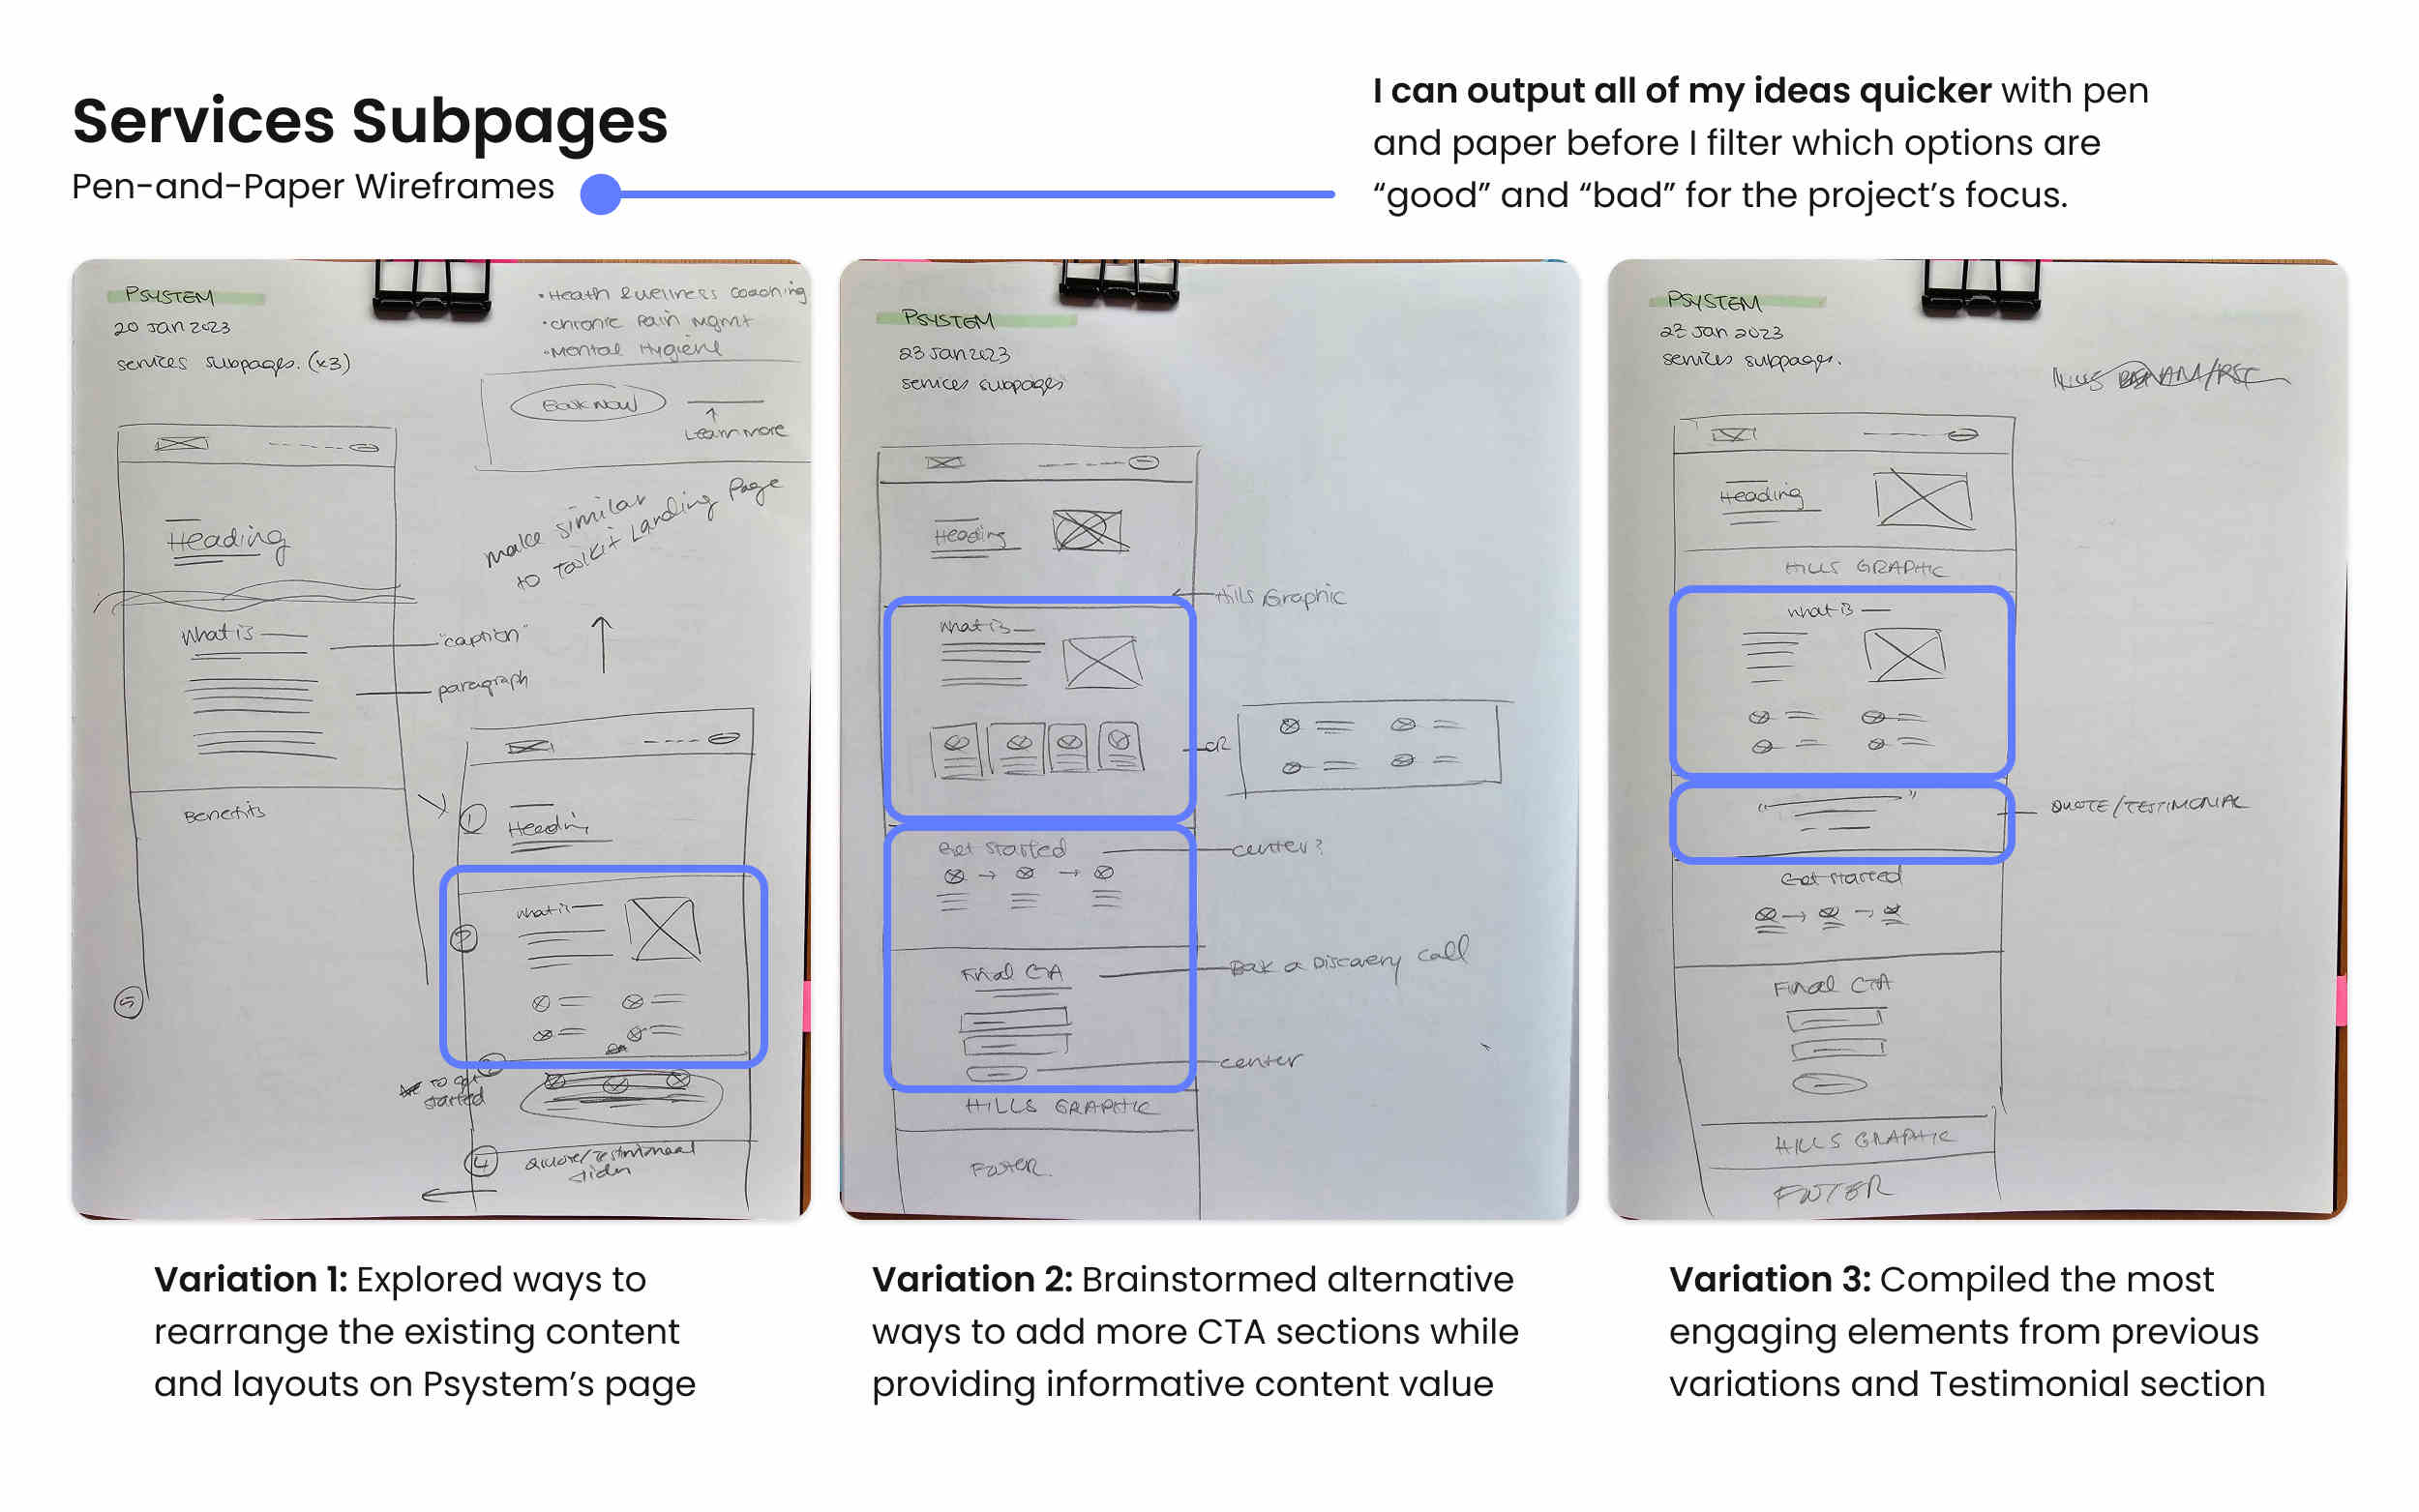 Services Subpages
Pen-and-Paper Wireframes
I can output all of my ideas quicker with pen
and paper before I filter which options are
“good” and “bad” for the project’s focus.
PSYSTEM
20 Jan 2023
services subpages. (x3)
• Heath & wellness coaching
• chronic Pain Mgmt
• Mental Hygiene
Book Now
Learn more
make similar
to Toolkit Landing Page
Heading
What is
"caption"
paragraph
Benefits
5
1
Heading
2
What is
3
to get
started
4
Quote/Testimonial
slider
PSYSTEM
23 Jan 2023
services subpages
Heading
Hills Graphic
What is
OR
Get Started
center?
Final CTA
Book a Discovery call
center
HILLS GRAPHIC
Footer.
PSYSTEM
23 Jan 2023
services subpages.
Heading
HILLS GRAPHIC
What is
" "
QUOTE/TESTIMONIAL
Get started
Final CTA
HILLS GRAPHIC
FOOTER
Variation 1: Explored ways to
rearrange the existing content
and layouts on Psystem’s page
Variation 2: Brainstormed alternative
ways to add more CTA sections while
providing informative content value
Variation 3: Compiled the most
engaging elements from previous
variations and Testimonial section